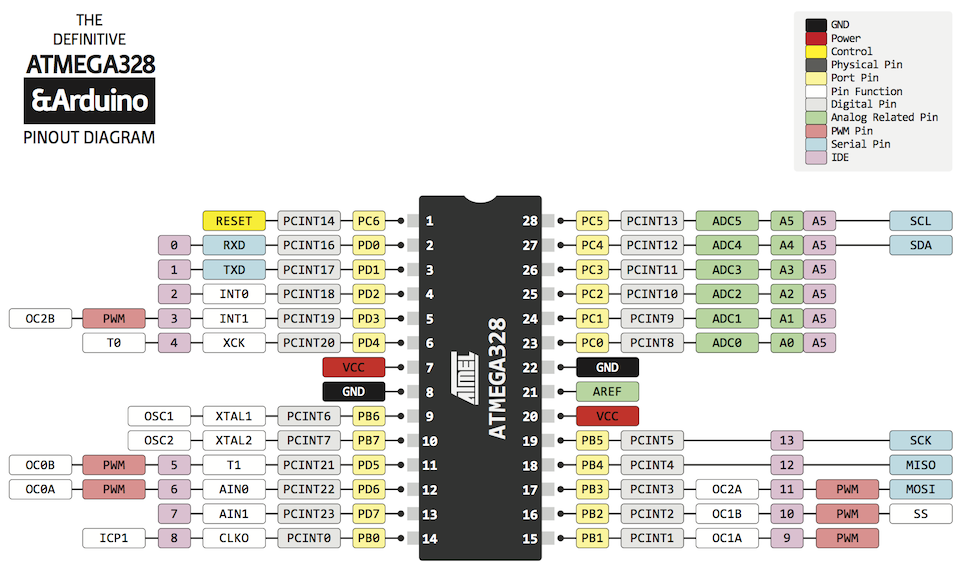 THE
DEFINITIVE
ATMEGA328
&Arduino
PINOUT DIAGRAM
GND
Power
Control
Physical Pin
Port Pin
Pin Function
Digital Pin
Analog Related Pin
PWM Pin
Serial Pin
IDE
RESET PCINT14 PC6 1 28 PC5 PCINT13 ADC5 A5 A5 SCL
0 RXD PCINT16 PD0 2 27 PC4 PCINT12 ADC4 A4 A5 SDA
1 TXD PCINT17 PD1 3 26 PC3 PCINT11 ADC3 A3 A5
2 INT0 PCINT18 PD2 4 25 PC2 PCINT10 ADC2 A2 A5
OC2B PWM 3 INT1 PCINT19 PD3 5 24 PC1 PCINT9 ADC1 A1 A5
T0 4 XCK PCINT20 PD4 6 23 PC0 PCINT8 ADC0 A0 A5
VCC 7 22 GND
GND 8 21 AREF
OSC1 XTAL1 PCINT6 PB6 9 20 VCC
OSC2 XTAL2 PCINT7 PB7 10 19 PB5 PCINT5 13 SCK
OC0B PWM 5 T1 PCINT21 PD5 11 18 PB4 PCINT4 12 MISO
OC0A PWM 6 AIN0 PCINT22 PD6 12 17 PB3 PCINT3 OC2A 11 PWM MOSI
7 AIN1 PCINT23 PD7 13 16 PB2 PCINT2 OC1B 10 PWM SS
ICP1 8 CLKO PCINT0 PB0 14 15 PB1 PCINT1 OC1A 9 PWM
ATMEL
ATMEGA328